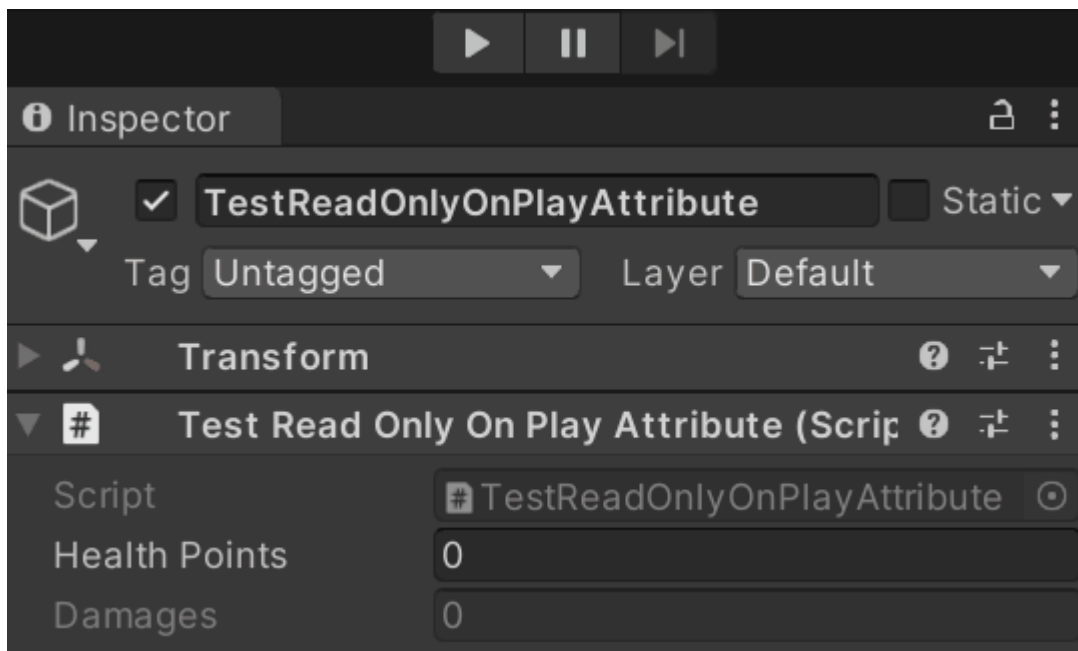 Inspector
TestReadOnlyOnPlayAttribute Static
Tag Untagged Layer Default
Transform
# Test Read Only On Play Attribute (Scrip
Script # TestReadOnlyOnPlayAttribute
Health Points 0
Damages 0